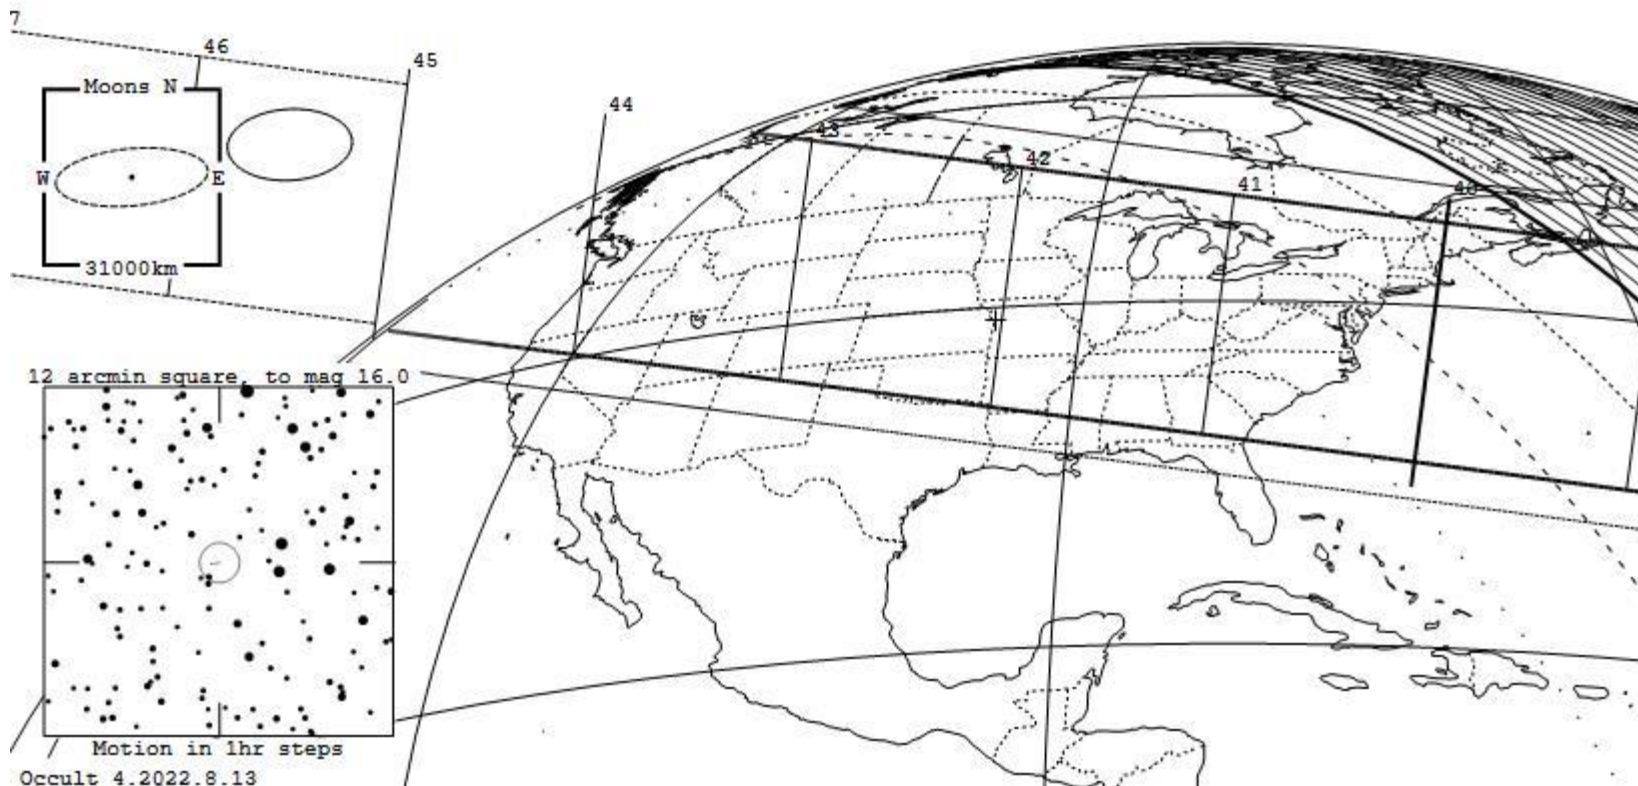 7
46
45
44
43
42
41
40
Moons N
W
E
31000km
12 arcmin square, to mag 16.0
Motion in 1hr steps
Occult 4.2022.8.13